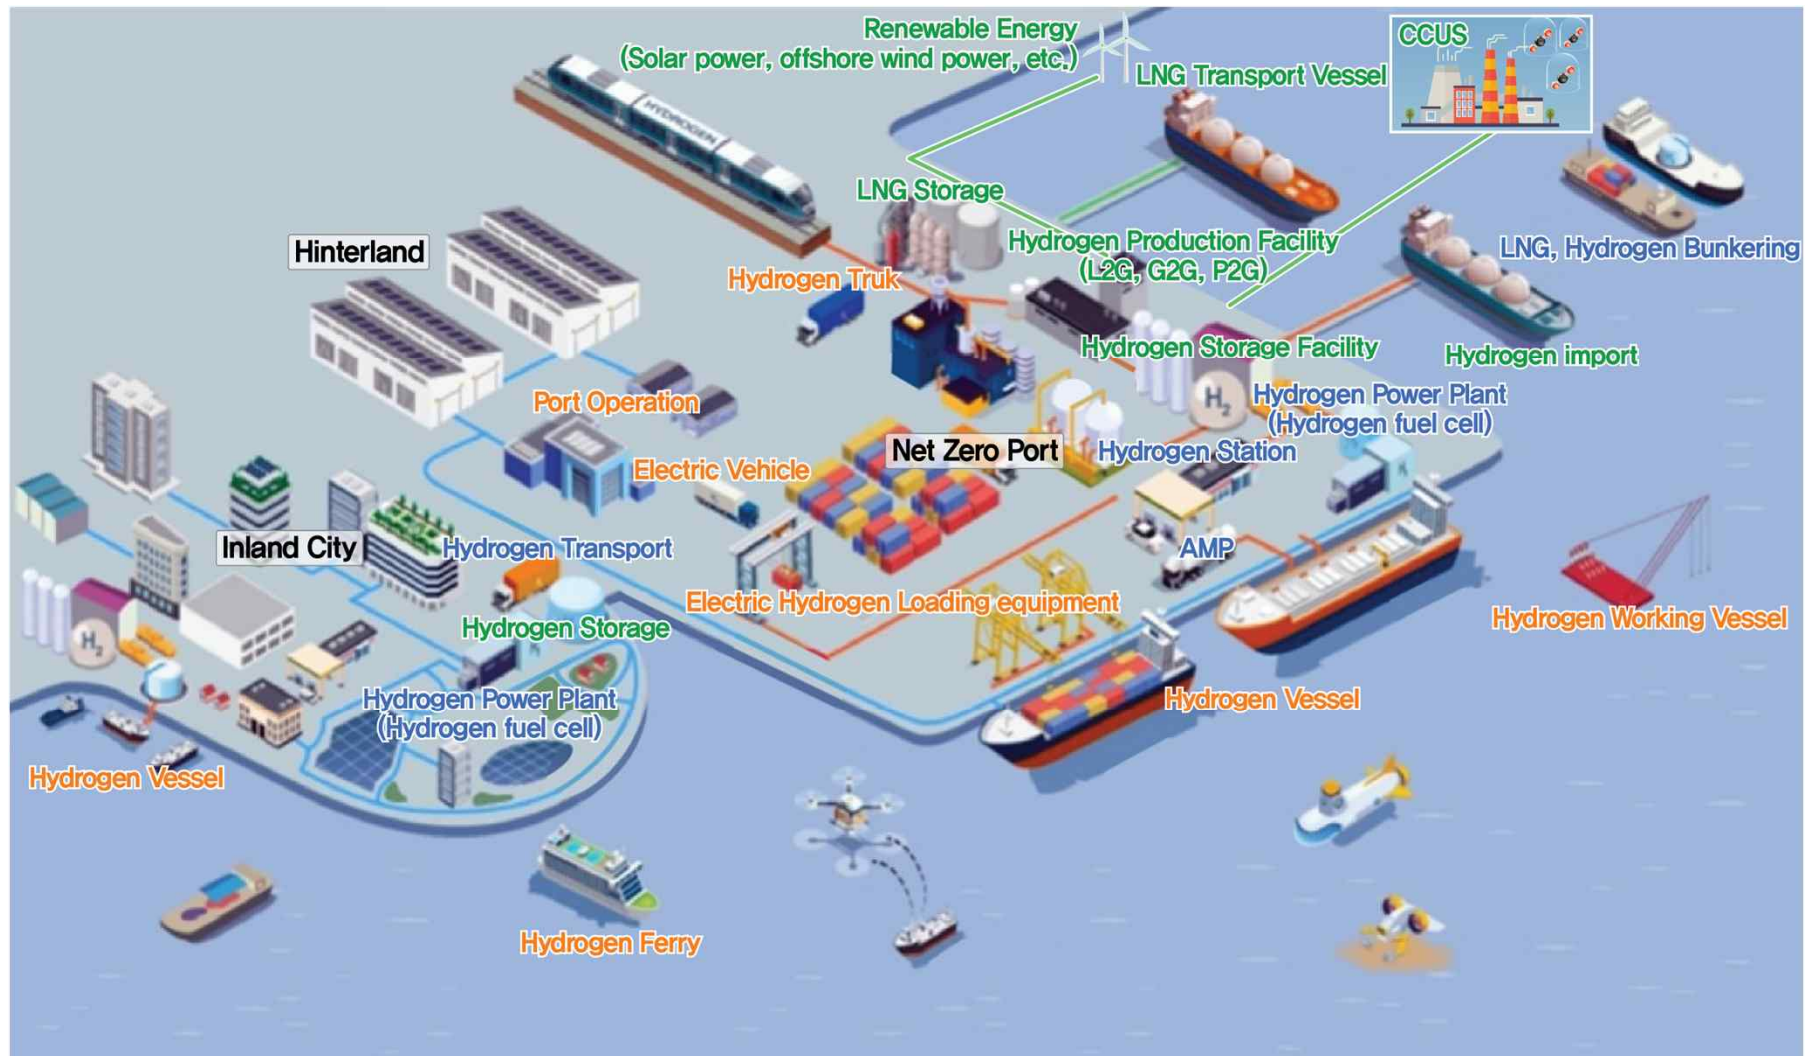 Renewable Energy
(Solar power, offshore wind power, etc.)
CCUS
LNG Transport Vessel
HYDROGEN
LNG Storage
Hydrogen Production Facility
(L2G, G2G, P2G)
LNG, Hydrogen Bunkering
Hinterland
Hydrogen Truk
Hydrogen Storage Facility
Hydrogen import
Port Operation
H2
Hydrogen Power Plant
(Hydrogen fuel cell)
Net Zero Port
Hydrogen Station
Electric Vehicle
Inland City
Hydrogen Transport
AMP
Electric Hydrogen Loading equipment
Hydrogen Working Vessel
Hydrogen Storage
H2
Hydrogen Power Plant
(Hydrogen fuel cell)
Hydrogen Vessel
Hydrogen Vessel
Hydrogen Ferry